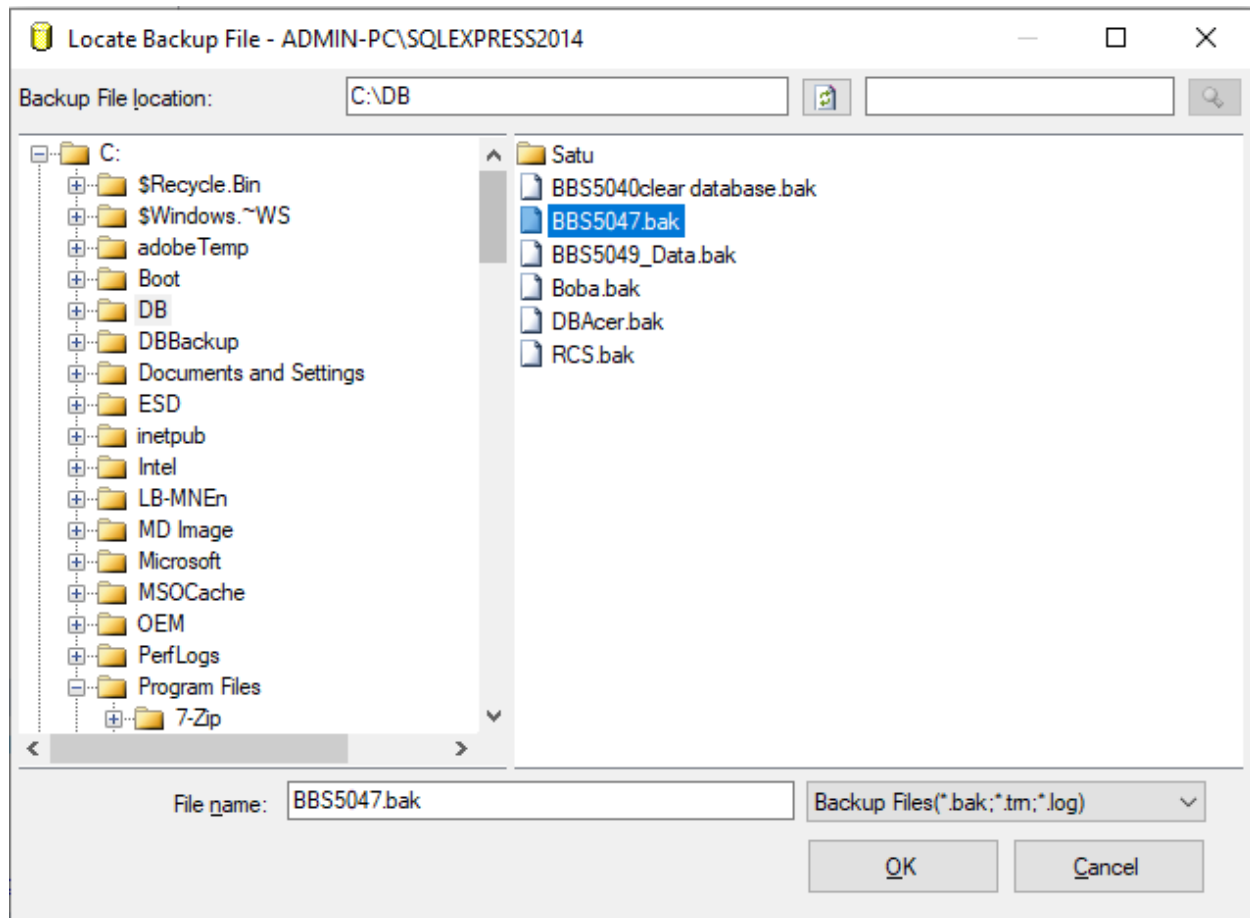 Locate Backup File - ADMIN-PC\SQLEXPRESS2014
Backup File location: C:\DB
C:
$Recycle.Bin
$Windows.~WS
adobeTemp
Boot
DB
DBBackup
Documents and Settings
ESD
inetpub
Intel
LB-MNEn
MD Image
Microsoft
MSOCache
OEM
PerfLogs
Program Files
7-Zip
Satu
BBS5040clear database.bak
BBS5047.bak
BBS5049_Data.bak
Boba.bak
DBAcer.bak
RCS.bak
File name: BBS5047.bak
Backup Files(*.bak;*.trn;*.log)
OK
Cancel